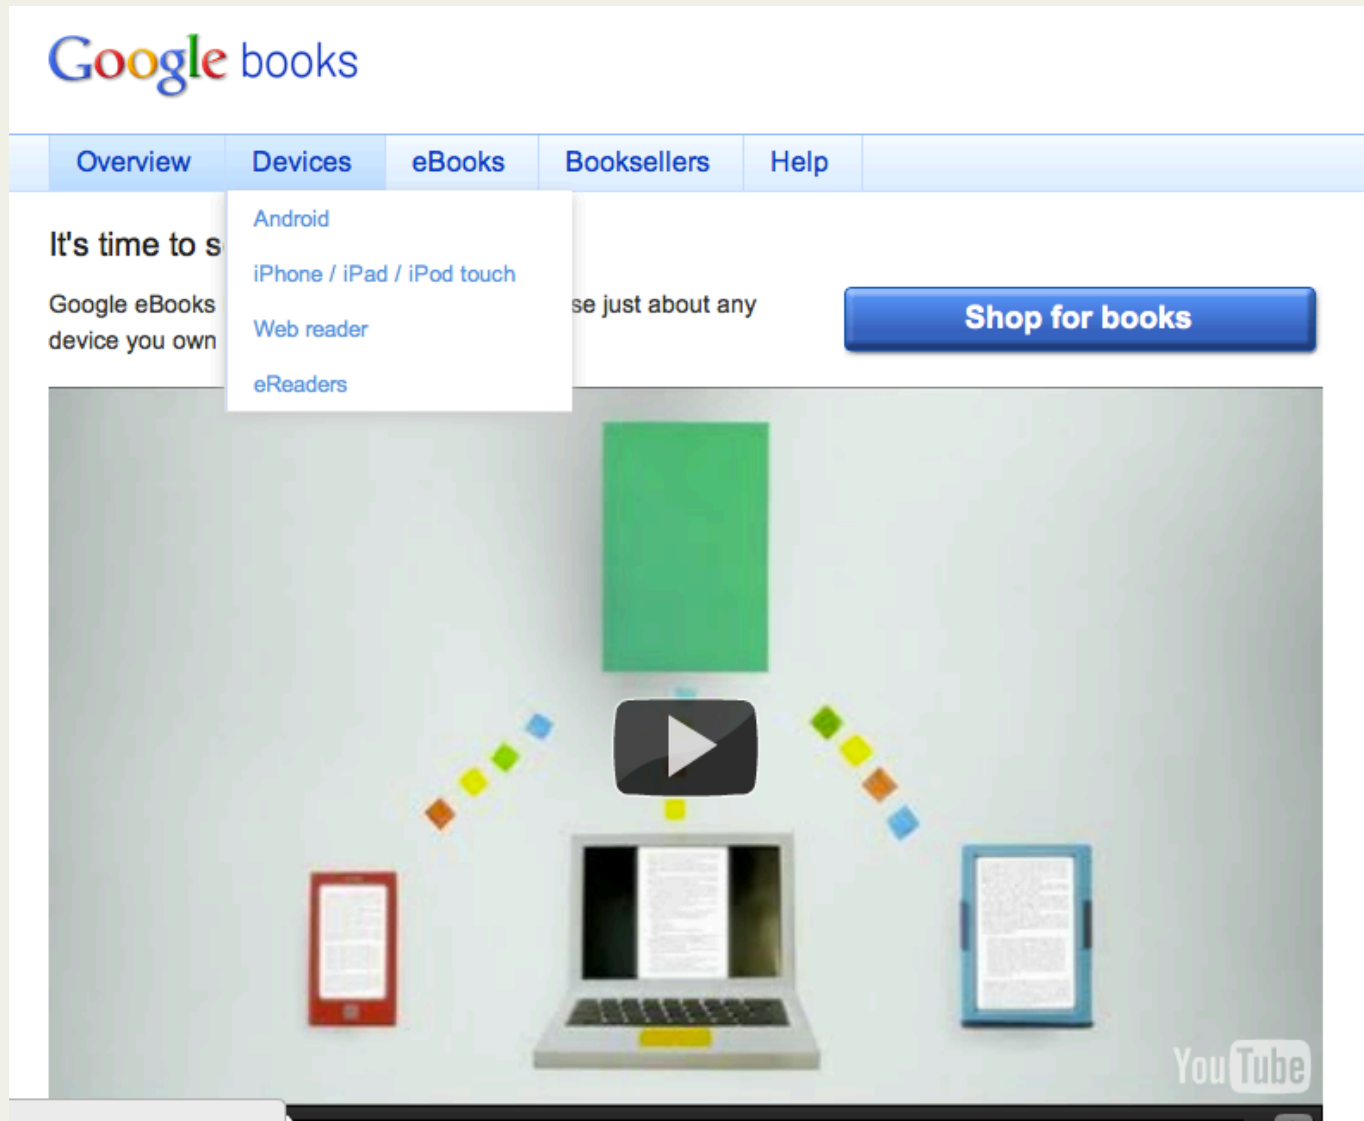 Google books
Overview Devices eBooks Booksellers Help
Android
iPhone / iPad / iPod touch
Web reader
eReaders
It's time to s
Google eBooks se just about any
device you own
Shop for books
YouTube